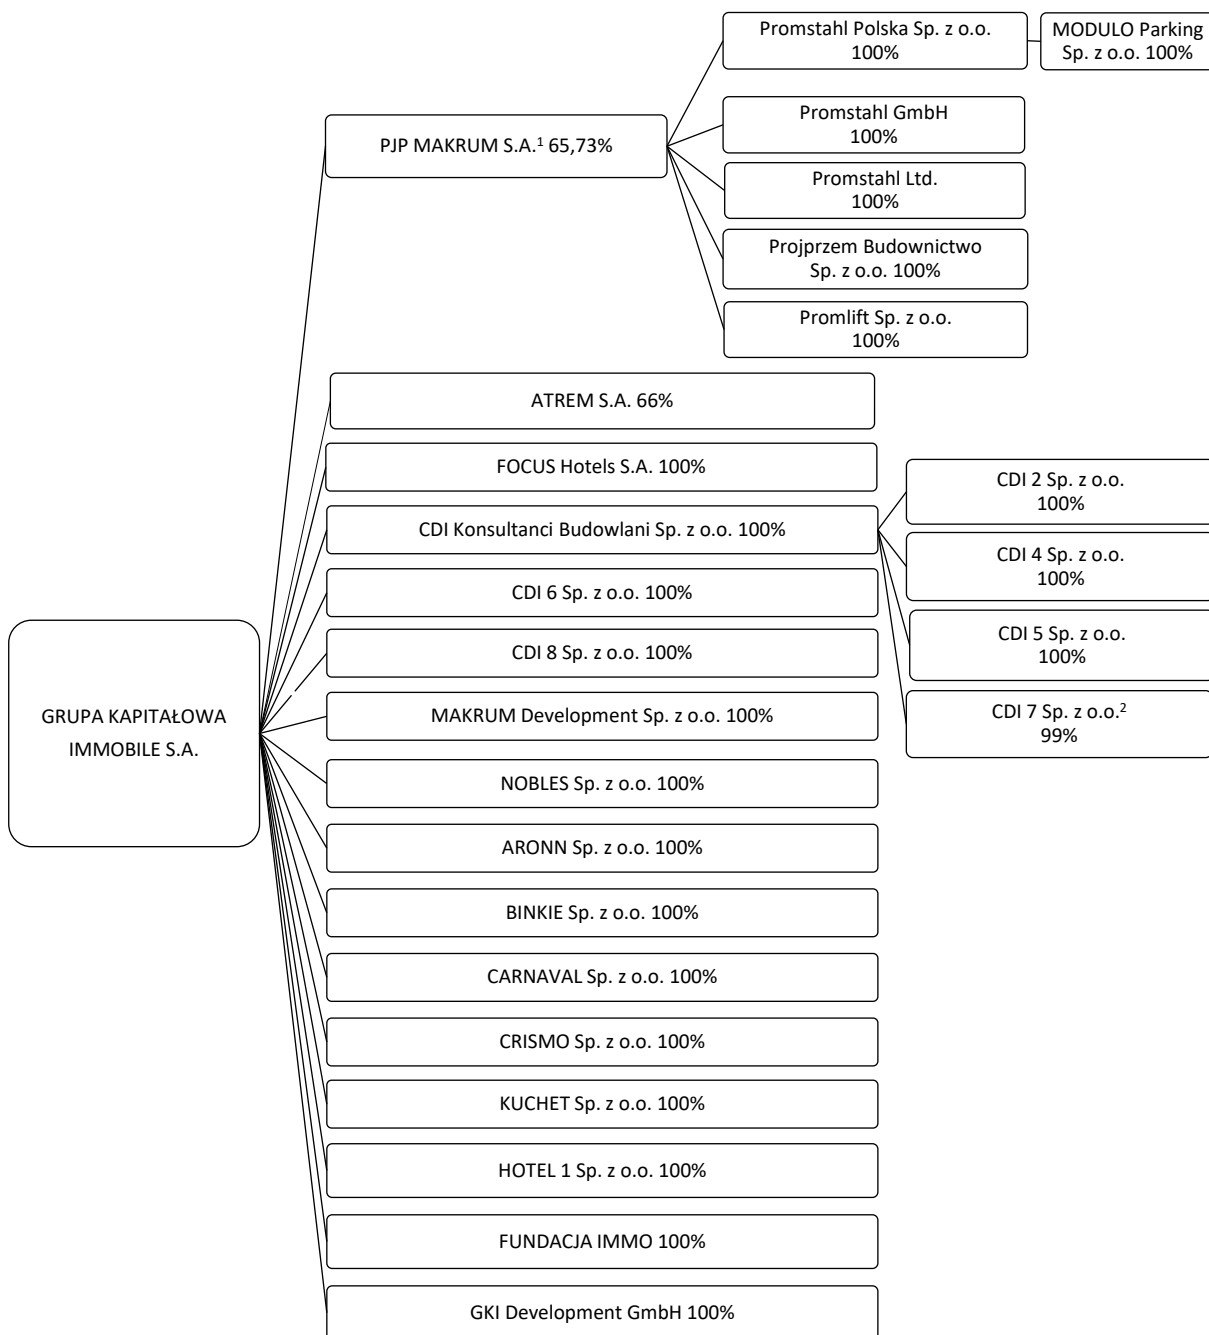 Promstahl Polska Sp. z o.o.
100%
MODULO Parking
Sp. z o.o. 100%
PJP MAKRUM S.A.¹ 65,73%
Promstahl GmbH
100%
Promstahl Ltd.
100%
Projprzem Budownictwo
Sp. z o.o. 100%
Promlift Sp. z o.o.
100%
ATREM S.A. 66%
FOCUS Hotels S.A. 100%
CDI Konsultanci Budowlani Sp. z o.o. 100%
CDI 2 Sp. z o.o.
100%
CDI 4 Sp. z o.o.
100%
CDI 5 Sp. z o.o.
100%
CDI 7 Sp. z o.o.²
99%
CDI 6 Sp. z o.o. 100%
CDI 8 Sp. z o.o. 100%
GRUPA KAPITAŁOWA
IMMOBILE S.A.
MAKRUM Development Sp. z o.o. 100%
NOBLES Sp. z o.o. 100%
ARONN Sp. z o.o. 100%
BINKIE Sp. z o.o. 100%
CARNAVAL Sp. z o.o. 100%
CRISMO Sp. z o.o. 100%
KUCHET Sp. z o.o. 100%
HOTEL 1 Sp. z o.o. 100%
FUNDACJA IMMO 100%
GKI Development GmbH 100%